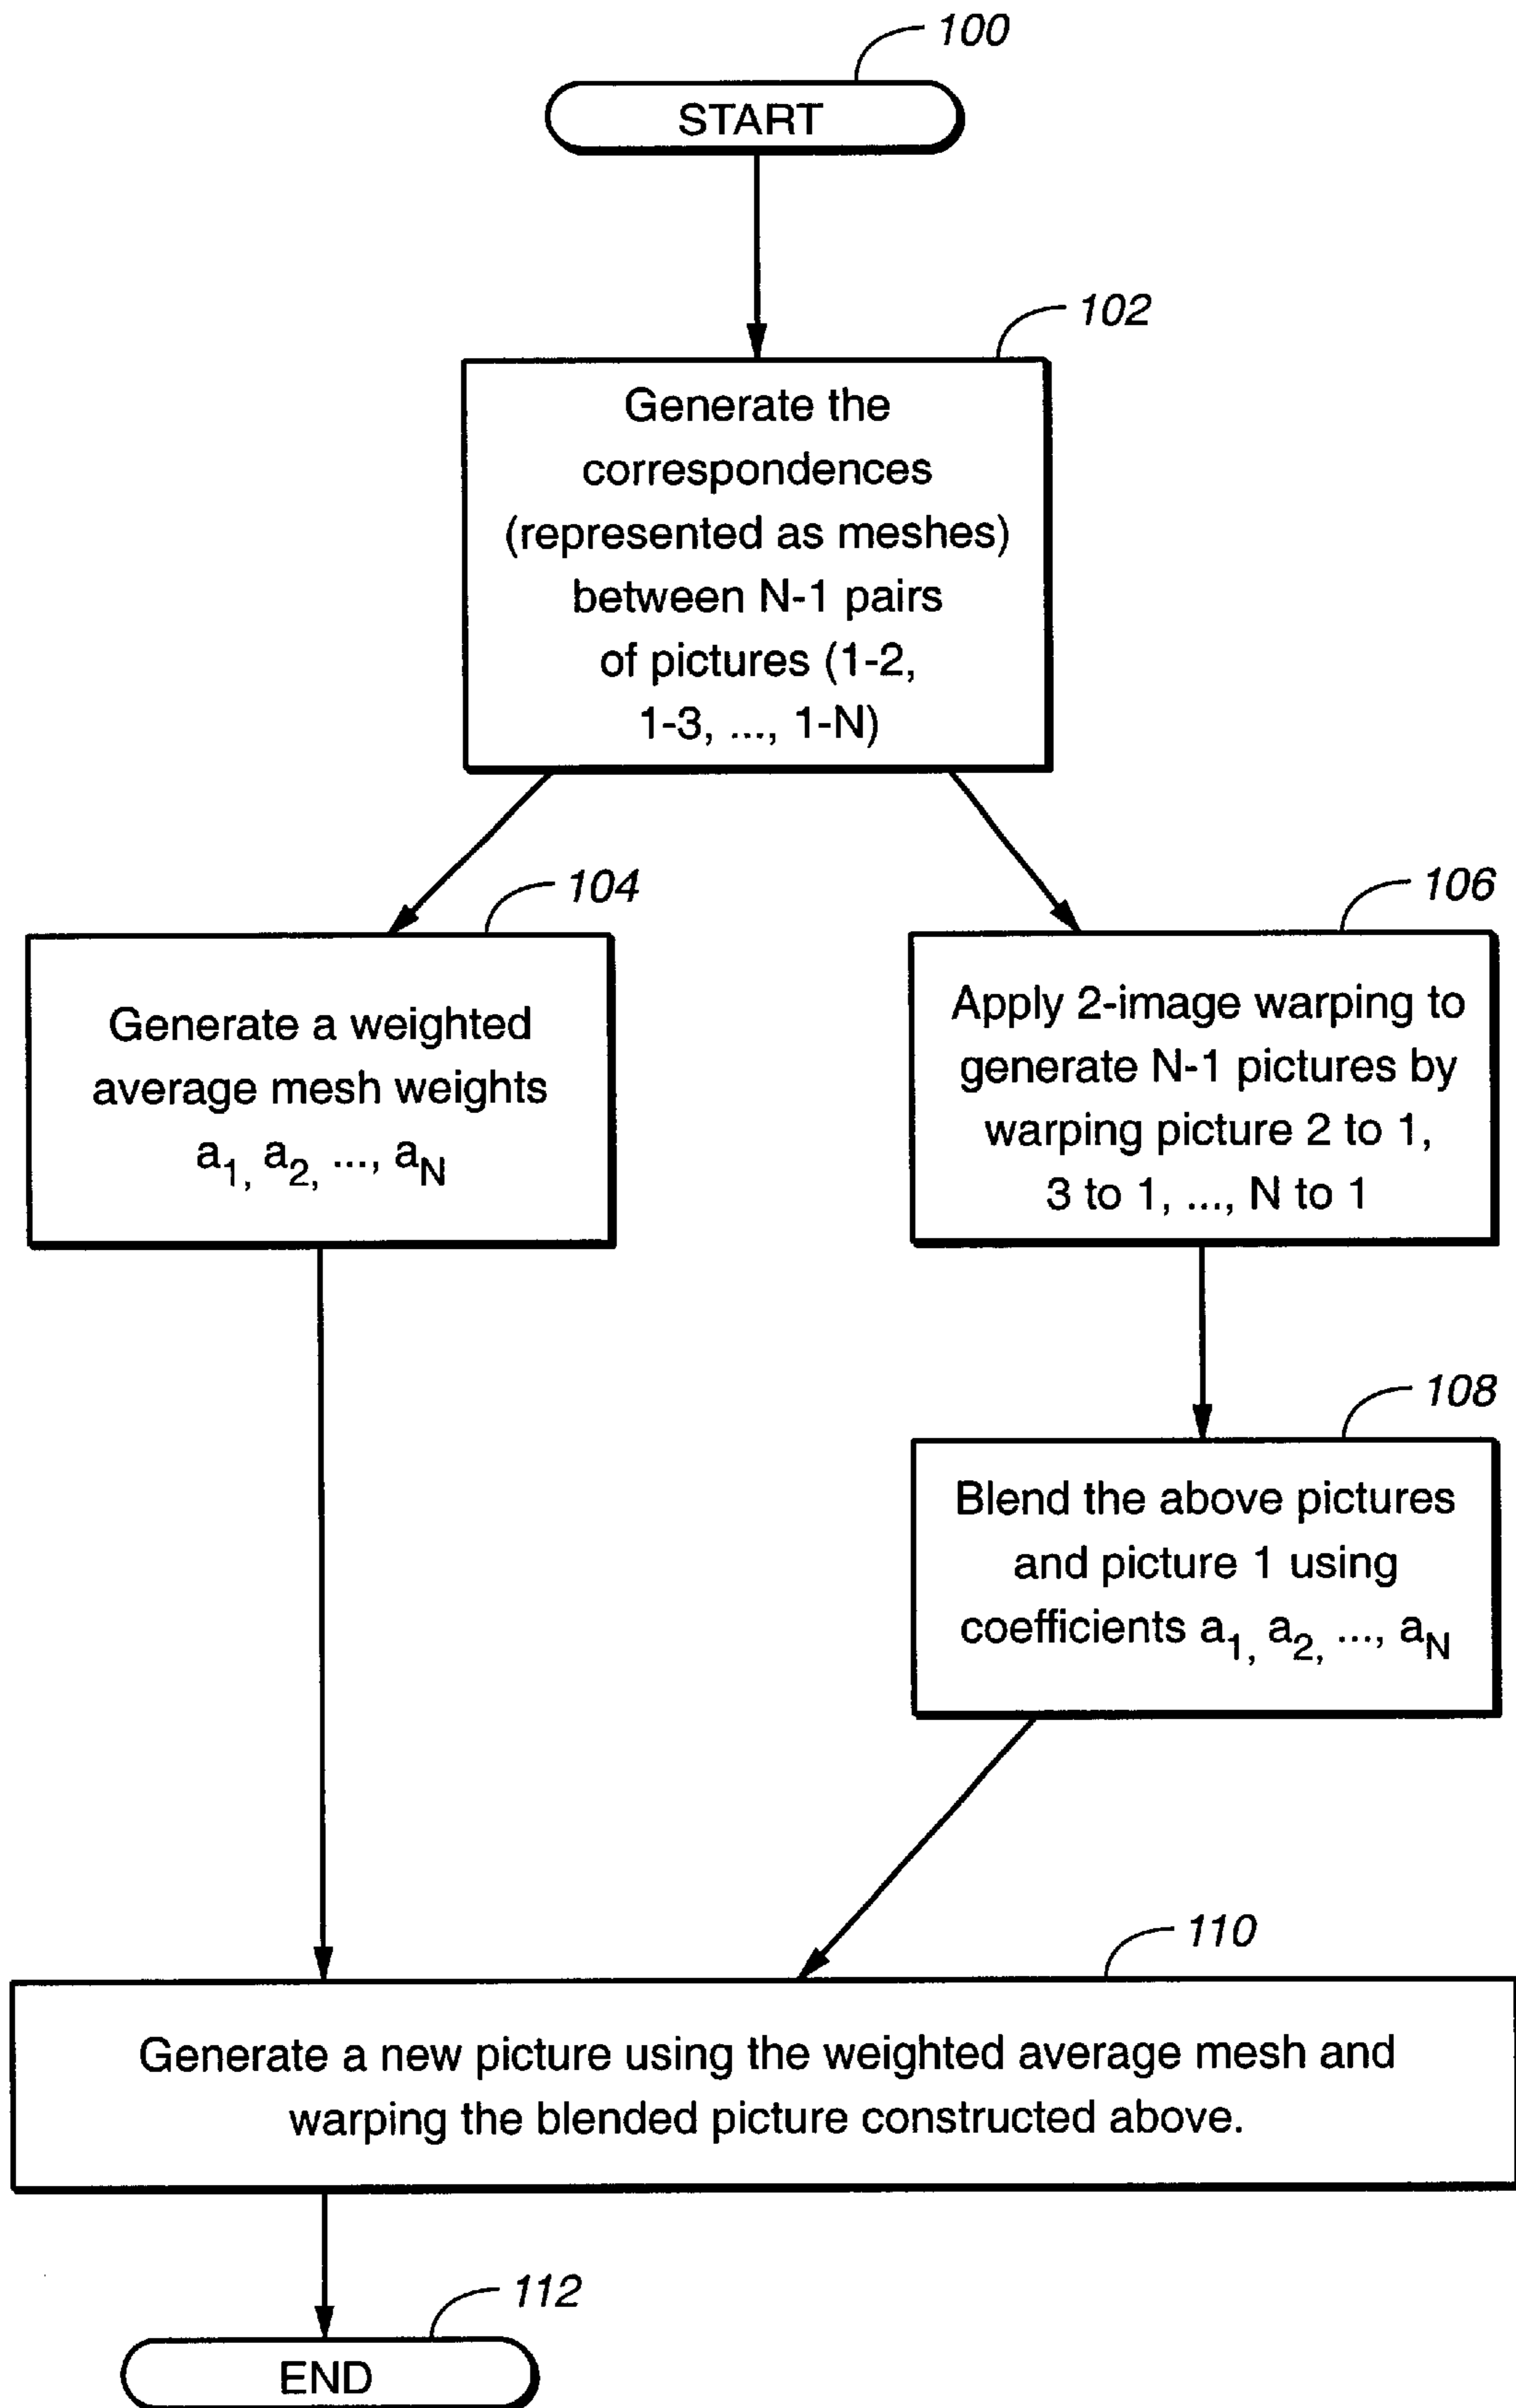 100
START
102
Generate the
correspondences
(represented as meshes)
between N-1 pairs
of pictures (1-2,
1-3, ..., 1-N)
104
Generate a weighted
average mesh weights
a1, a2, ..., aN
106
Apply 2-image warping to
generate N-1 pictures by
warping picture 2 to 1,
3 to 1, ..., N to 1
108
Blend the above pictures
and picture 1 using
coefficients a1, a2, ..., aN
110
Generate a new picture using the weighted average mesh and
warping the blended picture constructed above.
112
END